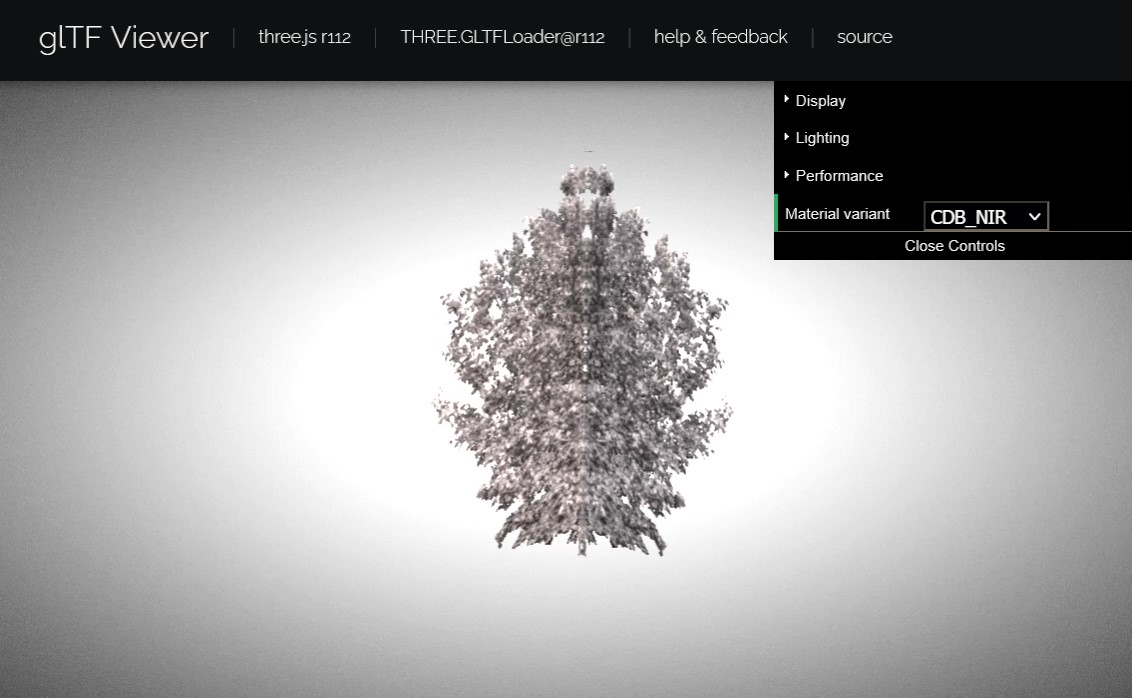 glTF Viewer | three.js r112 | THREE.GLTFLoader@r112 | help & feedback | source
Display
Lighting
Performance
Material variant CDB_NIR
Close Controls